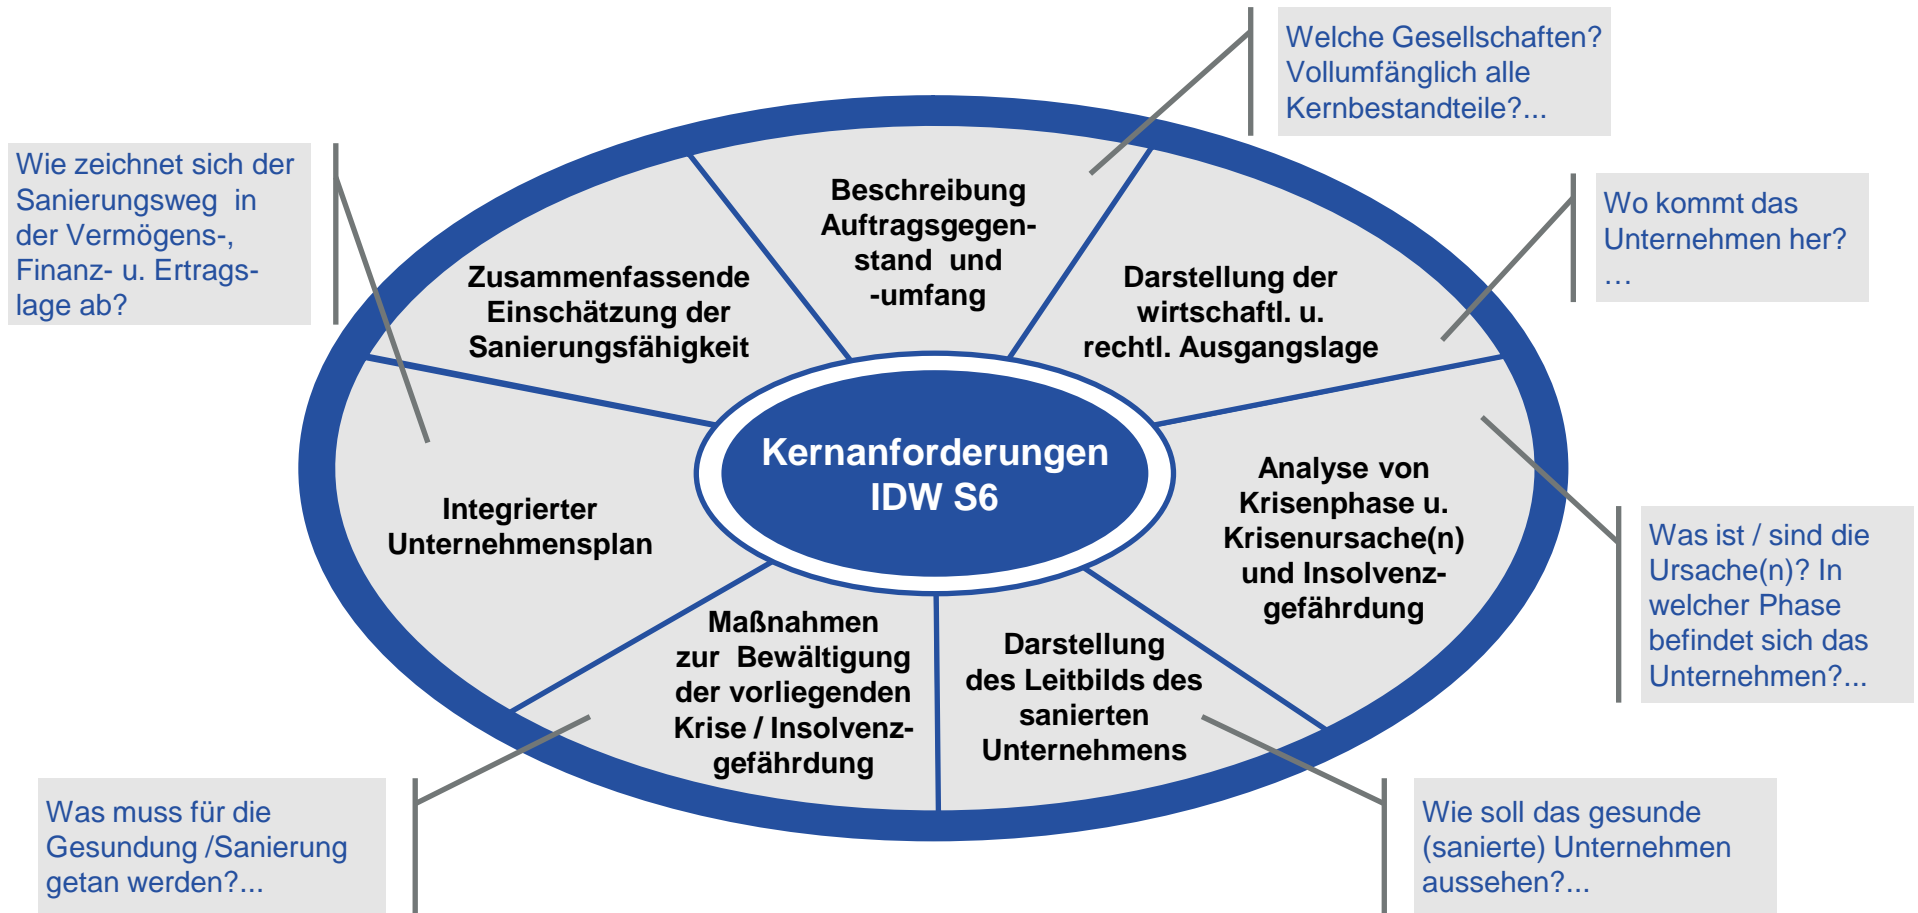 Welche Gesellschaften?
Vollumfänglich alle
Kernbestandteile?...
Wie zeichnet sich der
Sanierungsweg in
der Vermögens-,
Finanz- u. Ertrags-
lage ab?
Beschreibung
Auftragsgegen-
stand und
-umfang
Wo kommt das
Unternehmen her?
...
Zusammenfassende
Einschätzung der
Sanierungsfähigkeit
Darstellung der
wirtschaftl. u.
rechtl. Ausgangslage
Kernanforderungen
IDW S6
Analyse von
Krisenphase u.
Krisenursache(n)
und Insolvenz-
gefährdung
Integrierter
Unternehmensplan
Was ist / sind die
Ursache(n)? In
welcher Phase
befindet sich das
Unternehmen?...
Maßnahmen
zur Bewältigung
der vorliegenden
Krise / Insolvenz-
gefährdung
Darstellung
des Leitbilds des
sanierten
Unternehmens
Was muss für die
Gesundung /Sanierung
getan werden?...
Wie soll das gesunde
(sanierte) Unternehmen
aussehen?...